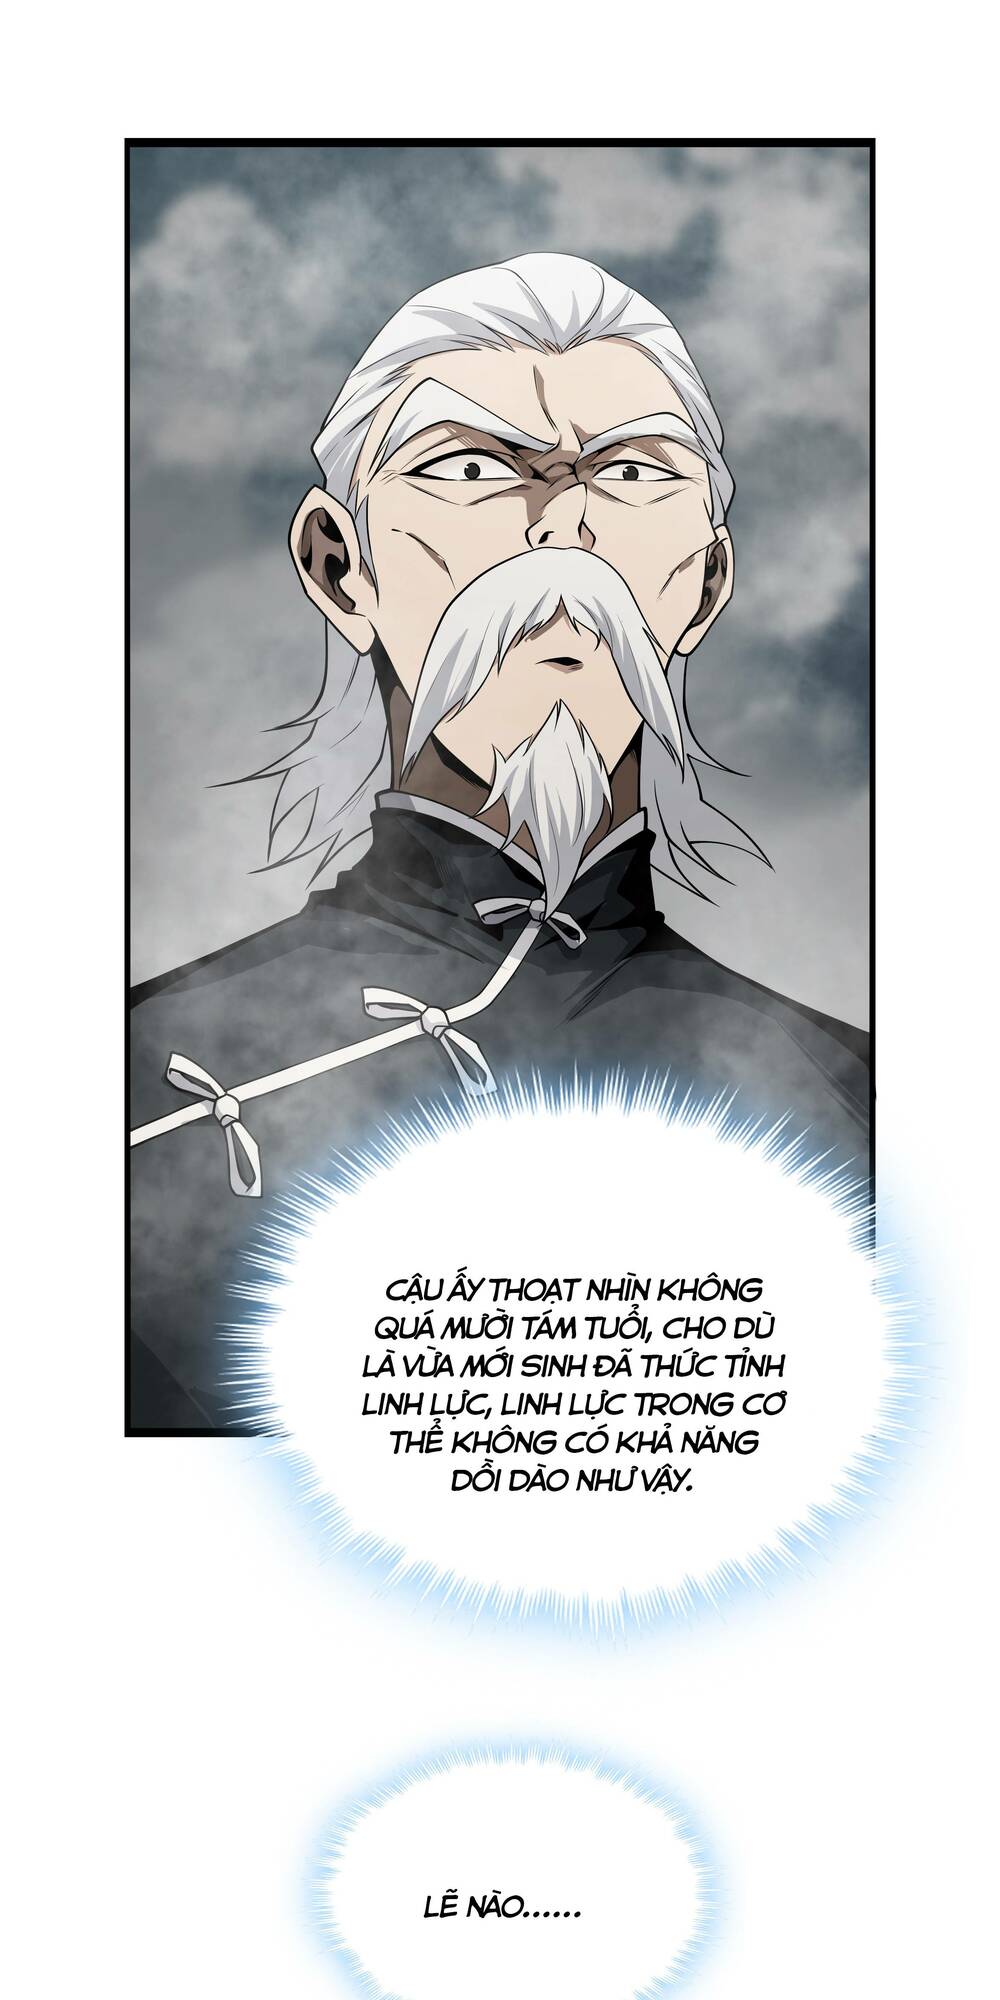 CẬU ẤY THOẠT NHÌN KHÔNG
QUÁ MƯỜI TÁM TUỔI, CHO DÙ
LÀ VỪA MỚI SINH ĐÃ THỨC TỈNH
LINH LỰC, LINH LỰC TRONG CƠ
THỂ KHÔNG CÓ KHẢ NĂNG
DỒI DÀO NHƯ VẬY.
LẼ NÀO......